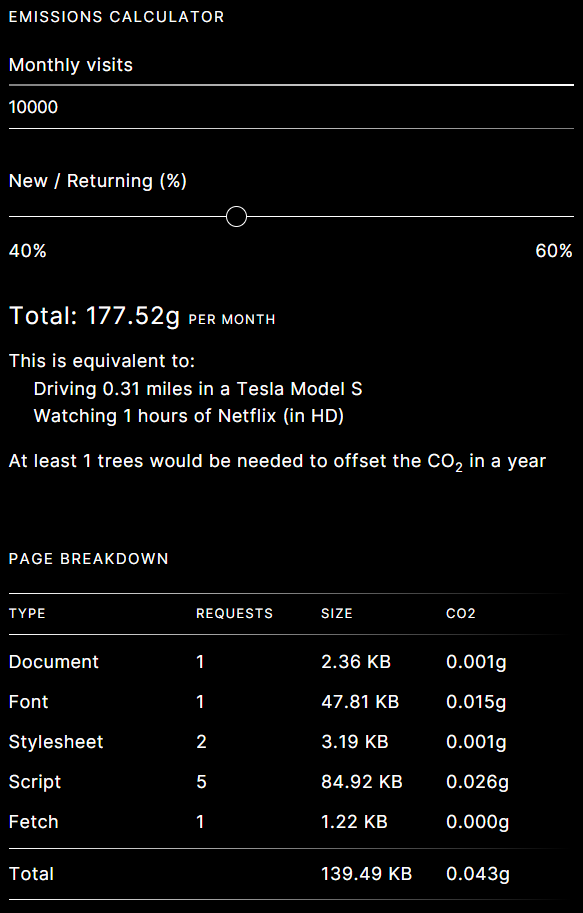 EMISSIONS CALCULATOR
Monthly visits
10000
New / Returning (%)
40% 60%
Total: 177.52g PER MONTH
This is equivalent to:
Driving 0.31 miles in a Tesla Model S
Watching 1 hours of Netflix (in HD)
At least 1 trees would be needed to offset the CO₂ in a year
PAGE BREAKDOWN
TYPE REQUESTS SIZE CO2
Document 1 2.36 KB 0.001g
Font 1 47.81 KB 0.015g
Stylesheet 2 3.19 KB 0.001g
Script 5 84.92 KB 0.026g
Fetch 1 1.22 KB 0.000g
Total 139.49 KB 0.043g